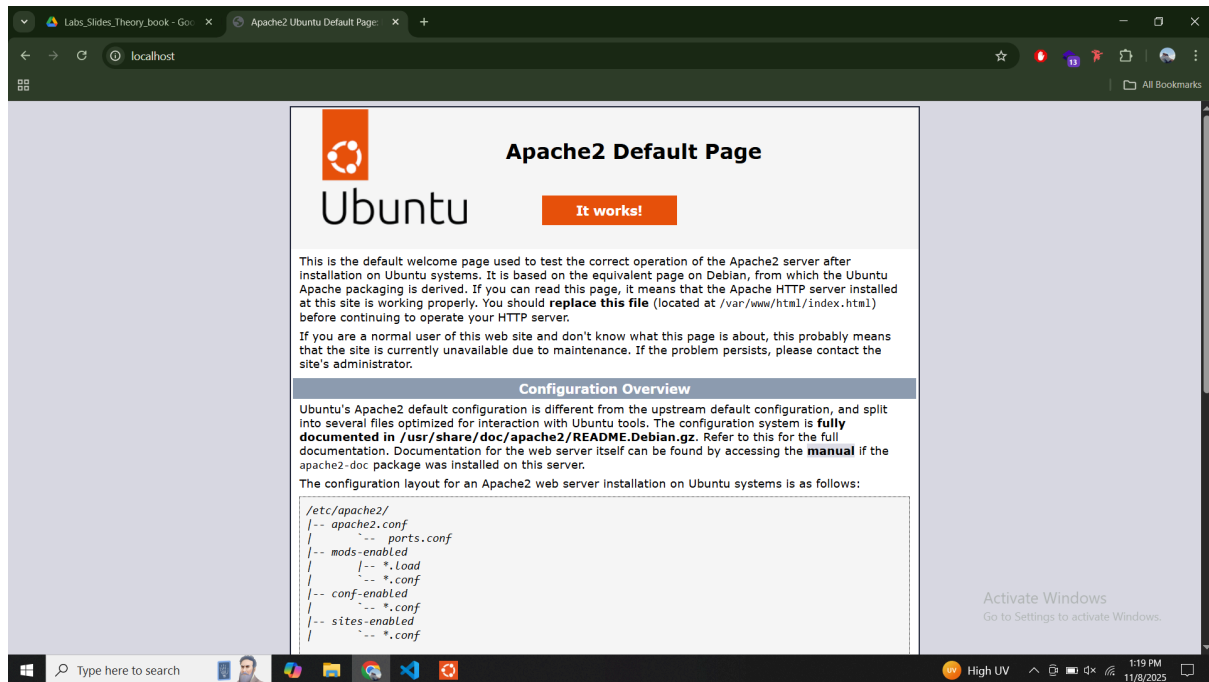 Labs_Slides_Theory_book - Goo
Apache2 Ubuntu Default Page:
localhost
13
All Bookmarks
Ubuntu
Apache2 Default Page
It works!
This is the default welcome page used to test the correct operation of the Apache2 server after
installation on Ubuntu systems. It is based on the equivalent page on Debian, from which the Ubuntu
Apache packaging is derived. If you can read this page, it means that the Apache HTTP server installed
at this site is working properly. You should replace this file (located at /var/www/html/index.html)
before continuing to operate your HTTP server.
If you are a normal user of this web site and don't know what this page is about, this probably means
that the site is currently unavailable due to maintenance. If the problem persists, please contact the
site's administrator.
Configuration Overview
Ubuntu's Apache2 default configuration is different from the upstream default configuration, and split
into several files optimized for interaction with Ubuntu tools. The configuration system is fully
documented in /usr/share/doc/apache2/README.Debian.gz. Refer to this for the full
documentation. Documentation for the web server itself can be found by accessing the manual if the
apache2-doc package was installed on this server.
The configuration layout for an Apache2 web server installation on Ubuntu systems is as follows:
/etc/apache2/
|-- apache2.conf
|       `--  ports.conf
|-- mods-enabled
|       |-- *.load
|       `-- *.conf
|-- conf-enabled
|       `-- *.conf
|-- sites-enabled
|       `-- *.conf
Activate Windows
Go to Settings to activate Windows.
Type here to search
UV
High UV
1:19 PM
11/8/2025